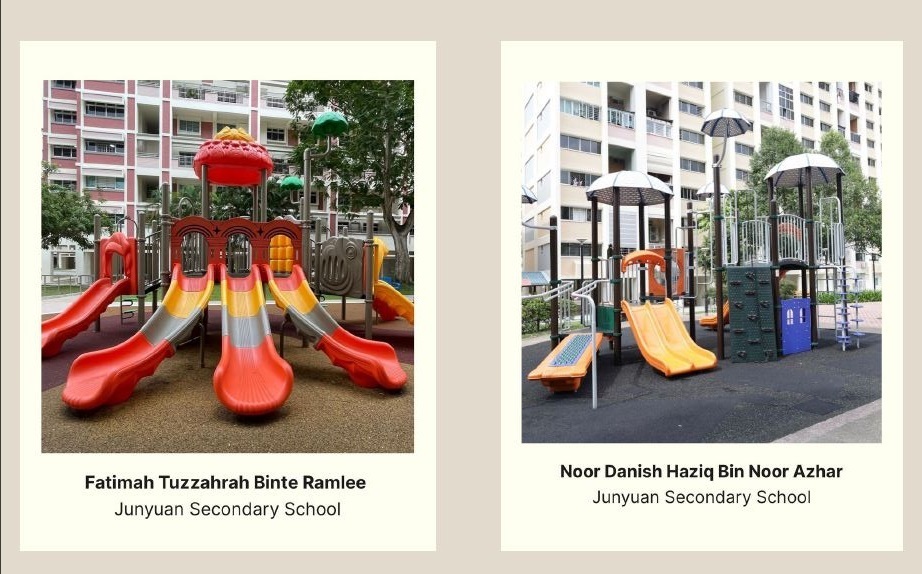 Fatimah Tuzzahrah Binte Ramlee
Junyuan Secondary School
Noor Danish Haziq Bin Noor Azhar
Junyuan Secondary School